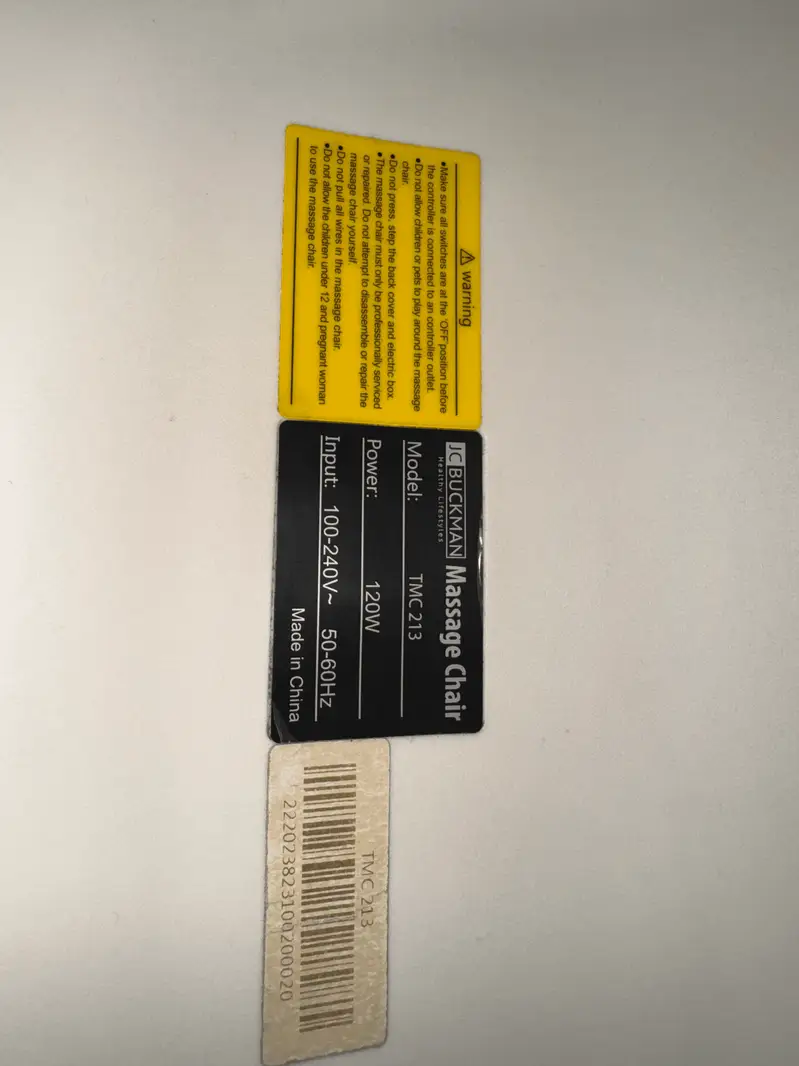 warning
•Make sure all switches are at the 'OFF' position before
the controller is connected to an controller outlet.
•Do not allow children or pets to play around the massage
chair.
•Do not press, step the back cover and electric box.
•The massage chair must only be professionally serviced
or repaired. Do not attempt to disassemble or repair the
massage chair yourself.
•Do not pull all wires in the massage chair.
•Do not allow the children under 12 and pregnant woman
to use the massage chair.
JC BUCKMAN Massage Chair
Healthy Lifestyles
Model: TMC 213
Power: 120W
Input: 100-240V~ 50-60Hz
Made in China
TMC 213
222023823100200020